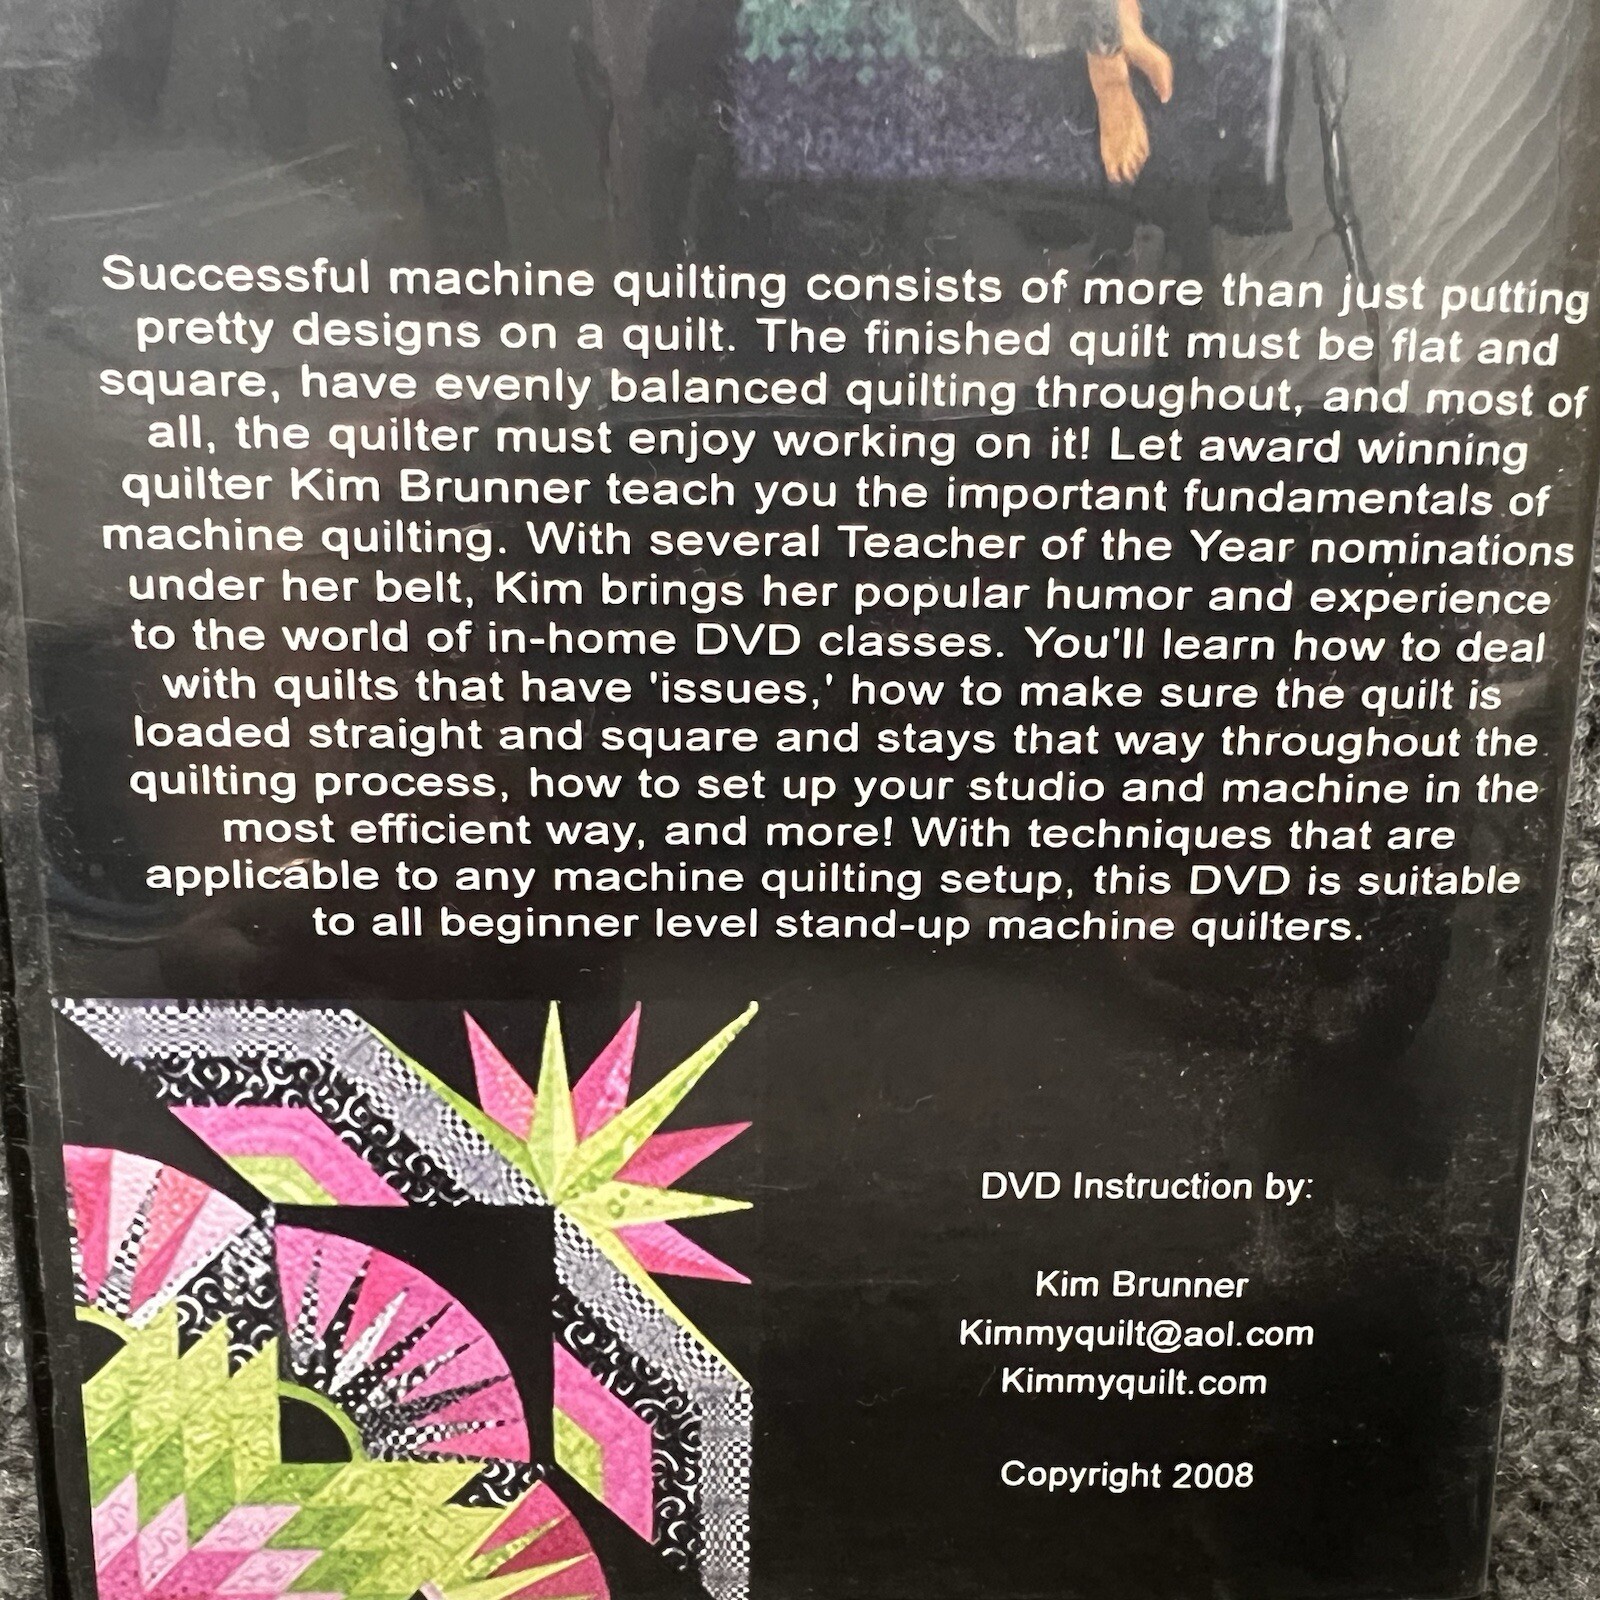 Successful machine quilting consists of more than just putting
pretty designs on a quilt. The finished quilt must be flat and
square, have evenly balanced quilting throughout, and most of
all, the quilter must enjoy working on it! Let award winning
quilter Kim Brunner teach you the important fundamentals of
machine quilting. With several Teacher of the Year nominations
under her belt, Kim brings her popular humor and experience
to the world of in-home DVD classes. You'll learn how to deal
with quilts that have 'issues,' how to make sure the quilt is
loaded straight and square and stays that way throughout the
quilting process, how to set up your studio and machine in the
most efficient way, and more! With techniques that are
applicable to any machine quilting setup, this DVD is suitable
to all beginner level stand-up machine quilters.
DVD Instruction by:
Kim Brunner
Kimmyquilt@aol.com
Kimmyquilt.com
Copyright 2008